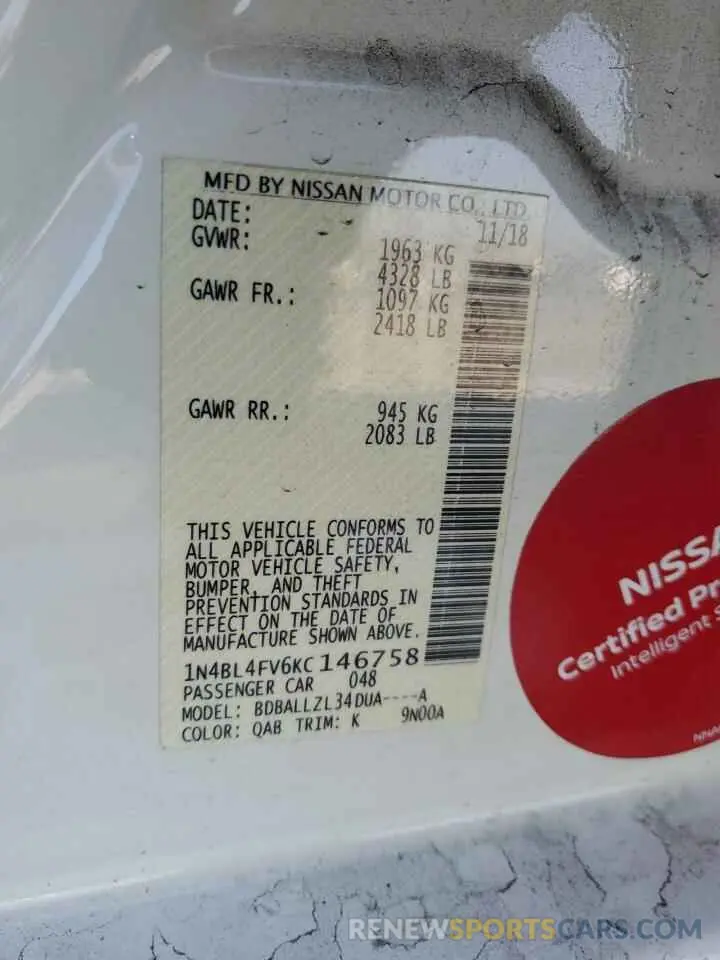 MFD BY NISSAN MOTOR CO., LTD
DATE: 11/18
GVWR: 1963 KG
4328 LB
GAWR FR.: 1097 KG
2418 LB
GAWR RR.: 945 KG
2083 LB
THIS VEHICLE CONFORMS TO
ALL APPLICABLE FEDERAL
MOTOR VEHICLE SAFETY,
BUMPER, AND THEFT
PREVENTION STANDARDS IN
EFFECT ON THE DATE OF
MANUFACTURE SHOWN ABOVE.
1N4BL4FV6KC146758
PASSENGER CAR 048
MODEL: BDBALLZL34DUA----A
COLOR: QAB TRIM: K 9N00A
NISSA
Certified Pr
Intelligent
RENEWSPORTSCARS.COM